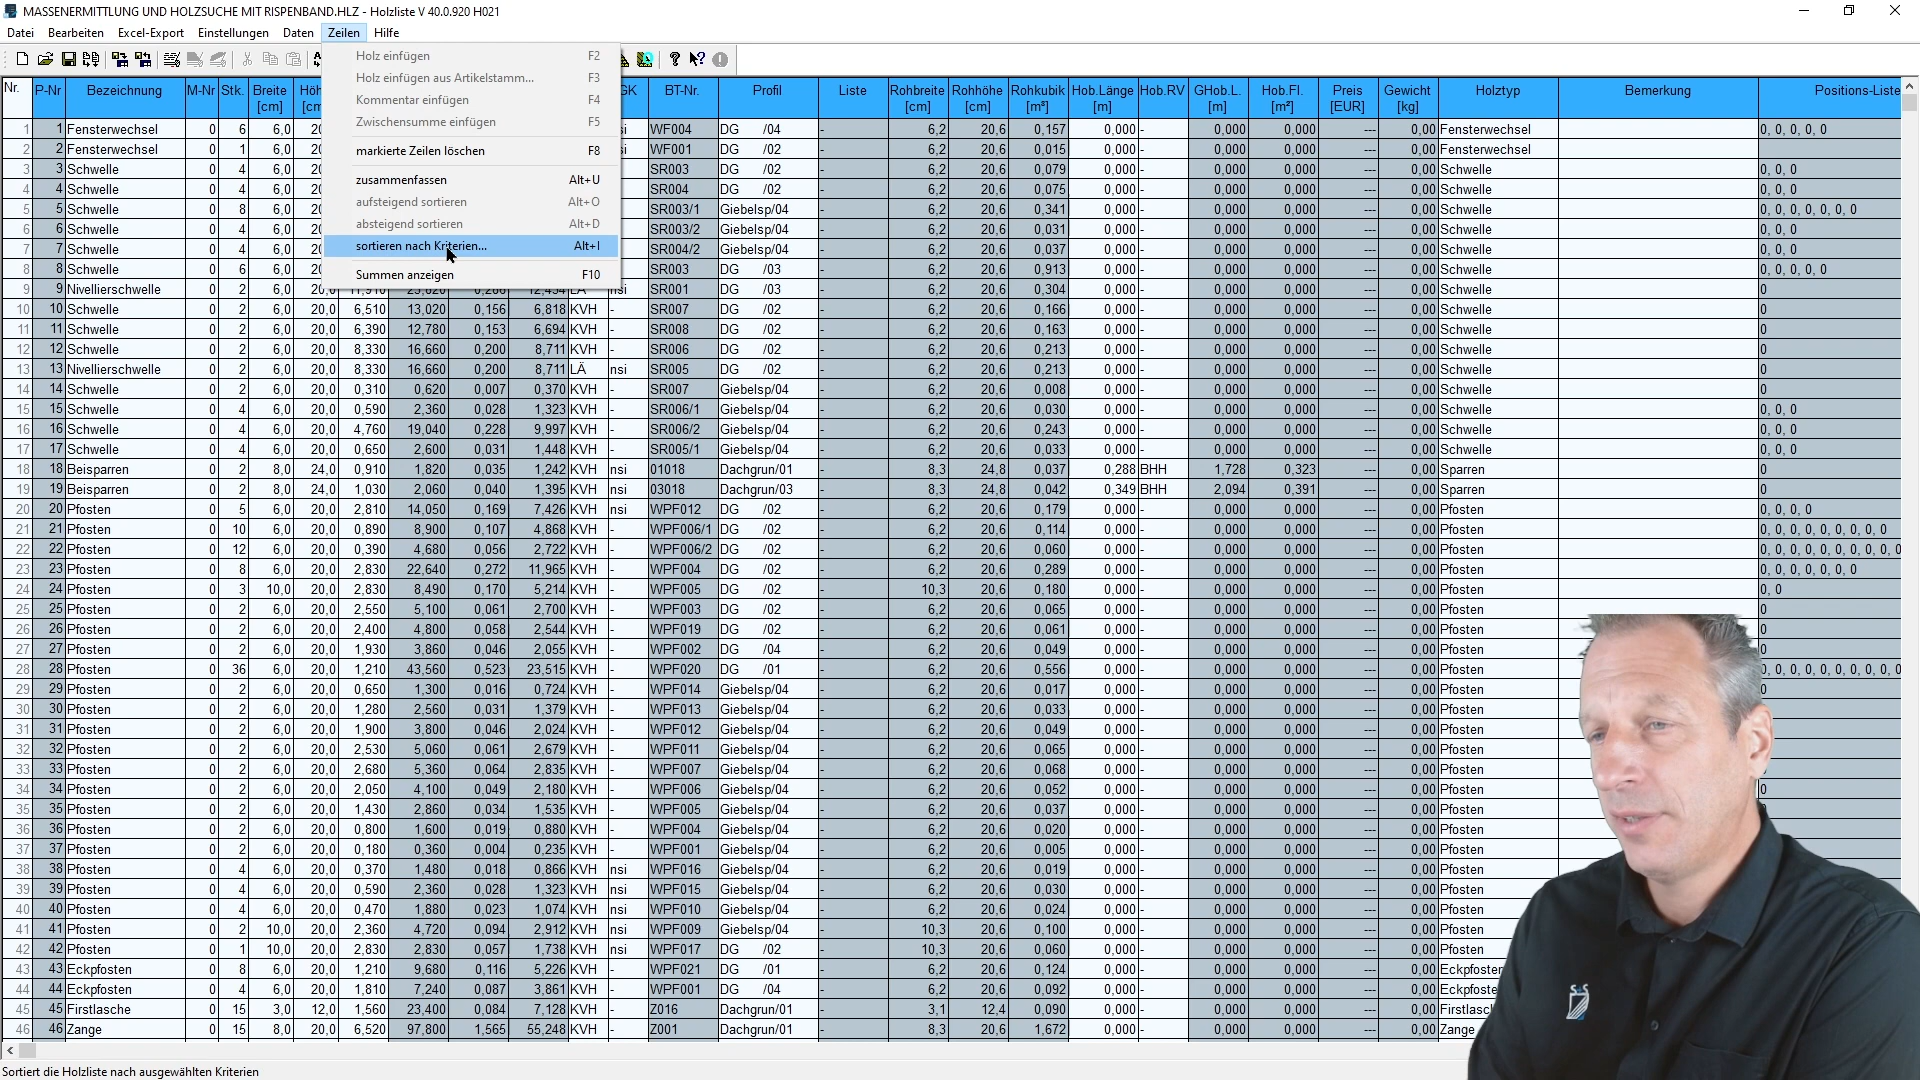 MASSENERMITTLUNG UND HOLZSUCHE MIT RISPENBAND.HLZ - Holzliste V 40.0.920 H021
Datei Bearbeiten Excel-Export Einstellungen Daten Zeilen Hilfe
Holz einfügen F2
Holz einfügen aus Artikelstamm... F3
Kommentar einfügen F4
Zwischensumme einfügen F5
markierte Zeilen löschen F8
zusammenfassen Alt+U
aufsteigend sortieren Alt+O
absteigend sortieren Alt+D
sortieren nach Kriterien... Alt+I
Summen anzeigen F10
Nr. P-Nr Bezeichnung M-Nr Stk. Breite [cm] GK BT-Nr. Profil Liste Rohbreite [cm] Rohhöhe [cm] Rohkubik [m³] Hob.Länge [m] Hob.RV GHob.L. [m] Hob.Fl. [m²] Preis [EUR] Gewicht [kg] Holztyp Bemerkung Positions-Liste
1 1 Fensterwechsel 0 6 6,0 WF004 DG /04 - 6,2 20,6 0,157 0,000 - 0,000 0,000 --- 0,00 Fensterwechsel 0, 0, 0, 0, 0
2 2 Fensterwechsel 0 1 6,0 WF001 DG /02 - 6,2 20,6 0,015 0,000 - 0,000 0,000 --- 0,00 Fensterwechsel
3 3 Schwelle 0 4 6,0 SR003 DG /02 - 6,2 20,6 0,079 0,000 - 0,000 0,000 --- 0,00 Schwelle 0, 0, 0
4 4 Schwelle 0 4 6,0 SR004 DG /02 - 6,2 20,6 0,075 0,000 - 0,000 0,000 --- 0,00 Schwelle 0, 0, 0
5 5 Schwelle 0 8 6,0 SR003/1 Giebelsp/04 - 6,2 20,6 0,341 0,000 - 0,000 0,000 --- 0,00 Schwelle 0, 0, 0, 0, 0, 0, 0
6 6 Schwelle 0 4 6,0 SR003/2 Giebelsp/04 - 6,2 20,6 0,031 0,000 - 0,000 0,000 --- 0,00 Schwelle 0, 0, 0
7 7 Schwelle 0 4 6,0 SR004/2 Giebelsp/04 - 6,2 20,6 0,037 0,000 - 0,000 0,000 --- 0,00 Schwelle 0, 0, 0
8 8 Schwelle 0 6 6,0 SR003 DG /03 - 6,2 20,6 0,913 0,000 - 0,000 0,000 --- 0,00 Schwelle 0, 0, 0, 0, 0
9 9 Nivellierschwelle 0 2 6,0 20,0 11,910 23,820 LÄ nsi SR001 DG /03 - 6,2 20,6 0,304 0,000 - 0,000 0,000 --- 0,00 Schwelle 0
10 10 Schwelle 0 2 6,0 20,0 6,510 13,020 0,156 6,818 KVH - SR007 DG /02 - 6,2 20,6 0,166 0,000 - 0,000 0,000 --- 0,00 Schwelle 0
11 11 Schwelle 0 2 6,0 20,0 6,390 12,780 0,153 6,694 KVH - SR008 DG /02 - 6,2 20,6 0,163 0,000 - 0,000 0,000 --- 0,00 Schwelle 0
12 12 Schwelle 0 2 6,0 20,0 8,330 16,660 0,200 8,711 KVH - SR006 DG /02 - 6,2 20,6 0,213 0,000 - 0,000 0,000 --- 0,00 Schwelle 0
13 13 Nivellierschwelle 0 2 6,0 20,0 8,330 16,660 0,200 8,711 LÄ nsi SR005 DG /02 - 6,2 20,6 0,213 0,000 - 0,000 0,000 --- 0,00 Schwelle 0
14 14 Schwelle 0 2 6,0 20,0 0,310 0,620 0,007 0,370 KVH - SR007 Giebelsp/04 - 6,2 20,6 0,008 0,000 - 0,000 0,000 --- 0,00 Schwelle 0
15 15 Schwelle 0 4 6,0 20,0 0,590 2,360 0,028 1,323 KVH - SR006/1 Giebelsp/04 - 6,2 20,6 0,030 0,000 - 0,000 0,000 --- 0,00 Schwelle 0, 0, 0
16 16 Schwelle 0 4 6,0 20,0 4,760 19,040 0,228 9,997 KVH - SR006/2 Giebelsp/04 - 6,2 20,6 0,243 0,000 - 0,000 0,000 --- 0,00 Schwelle 0, 0, 0
17 17 Schwelle 0 4 6,0 20,0 0,650 2,600 0,031 1,448 KVH - SR005/1 Giebelsp/04 - 6,2 20,6 0,033 0,000 - 0,000 0,000 --- 0,00 Schwelle 0, 0, 0
18 18 Beisparren 0 2 8,0 24,0 0,910 1,820 0,035 1,242 KVH nsi 01018 Dachgrun/01 - 8,3 24,8 0,037 0,288 BHH 1,728 0,323 --- 0,00 Sparren 0
19 19 Beisparren 0 2 8,0 24,0 1,030 2,060 0,040 1,395 KVH nsi 03018 Dachgrun/03 - 8,3 24,8 0,042 0,349 BHH 2,094 0,391 --- 0,00 Sparren 0
20 20 Pfosten 0 5 6,0 20,0 2,810 14,050 0,169 7,426 KVH nsi WPF012 DG /02 - 6,2 20,6 0,179 0,000 - 0,000 0,000 --- 0,00 Pfosten 0, 0, 0, 0
21 21 Pfosten 0 10 6,0 20,0 0,890 8,900 0,107 4,868 KVH - WPF006/1 DG /02 - 6,2 20,6 0,114 0,000 - 0,000 0,000 --- 0,00 Pfosten 0, 0, 0, 0, 0, 0, 0, 0, 0
22 22 Pfosten 0 12 6,0 20,0 0,390 4,680 0,056 2,722 KVH - WPF006/2 DG /02 - 6,2 20,6 0,060 0,000 - 0,000 0,000 --- 0,00 Pfosten 0, 0, 0, 0, 0, 0, 0, 0, 0, 0
23 23 Pfosten 0 8 6,0 20,0 2,830 22,640 0,272 11,965 KVH - WPF004 DG /02 - 6,2 20,6 0,289 0,000 - 0,000 0,000 --- 0,00 Pfosten 0, 0, 0, 0, 0, 0, 0
24 24 Pfosten 0 3 10,0 20,0 2,830 8,490 0,170 5,214 KVH - WPF005 DG /02 - 10,3 20,6 0,180 0,000 - 0,000 0,000 --- 0,00 Pfosten 0, 0
25 25 Pfosten 0 2 6,0 20,0 2,550 5,100 0,061 2,700 KVH - WPF003 DG /02 - 6,2 20,6 0,065 0,000 - 0,000 0,000 --- 0,00 Pfosten 0
26 26 Pfosten 0 2 6,0 20,0 2,400 4,800 0,058 2,544 KVH - WPF019 DG /02 - 6,2 20,6 0,061 0,000 - 0,000 0,000 --- 0,00 Pfosten 0
27 27 Pfosten 0 2 6,0 20,0 1,930 3,860 0,046 2,055 KVH - WPF002 DG /04 - 6,2 20,6 0,049 0,000 - 0,000 0,000 --- 0,00 Pfosten 0
28 28 Pfosten 0 36 6,0 20,0 1,210 43,560 0,523 23,515 KVH - WPF020 DG /01 - 6,2 20,6 0,556 0,000 - 0,000 0,000 --- 0,00 Pfosten 0, 0, 0, 0, 0, 0, 0, 0, 0, 0
29 29 Pfosten 0 2 6,0 20,0 0,650 1,300 0,016 0,724 KVH - WPF014 Giebelsp/04 - 6,2 20,6 0,017 0,000 - 0,000 0,000 --- 0,00 Pfosten 0
30 30 Pfosten 0 2 6,0 20,0 1,280 2,560 0,031 1,379 KVH - WPF013 Giebelsp/04 - 6,2 20,6 0,033 0,000 - 0,000 0,000 --- 0,00 Pfosten 0
31 31 Pfosten 0 2 6,0 20,0 1,900 3,800 0,046 2,024 KVH - WPF012 Giebelsp/04 - 6,2 20,6 0,049 0,000 - 0,000 0,000 --- 0,00 Pfosten
32 32 Pfosten 0 2 6,0 20,0 2,530 5,060 0,061 2,679 KVH - WPF011 Giebelsp/04 - 6,2 20,6 0,065 0,000 - 0,000 0,000 --- 0,00 Pfosten
33 33 Pfosten 0 2 6,0 20,0 2,680 5,360 0,064 2,835 KVH - WPF007 Giebelsp/04 - 6,2 20,6 0,068 0,000 - 0,000 0,000 --- 0,00 Pfosten
34 34 Pfosten 0 2 6,0 20,0 2,050 4,100 0,049 2,180 KVH - WPF006 Giebelsp/04 - 6,2 20,6 0,052 0,000 - 0,000 0,000 --- 0,00 Pfosten 0
35 35 Pfosten 0 2 6,0 20,0 1,430 2,860 0,034 1,535 KVH - WPF005 Giebelsp/04 - 6,2 20,6 0,037 0,000 - 0,000 0,000 --- 0,00 Pfosten 0
36 36 Pfosten 0 2 6,0 20,0 0,800 1,600 0,019 0,880 KVH - WPF004 Giebelsp/04 - 6,2 20,6 0,020 0,000 - 0,000 0,000 --- 0,00 Pfosten 0
37 37 Pfosten 0 2 6,0 20,0 0,180 0,360 0,004 0,235 KVH - WPF001 Giebelsp/04 - 6,2 20,6 0,005 0,000 - 0,000 0,000 --- 0,00 Pfosten 0
38 38 Pfosten 0 4 6,0 20,0 0,370 1,480 0,018 0,866 KVH nsi WPF016 Giebelsp/04 - 6,2 20,6 0,019 0,000 - 0,000 0,000 --- 0,00 Pfosten
39 39 Pfosten 0 4 6,0 20,0 0,590 2,360 0,028 1,323 KVH nsi WPF015 Giebelsp/04 - 6,2 20,6 0,030 0,000 - 0,000 0,000 --- 0,00 Pfosten
40 40 Pfosten 0 4 6,0 20,0 0,470 1,880 0,023 1,074 KVH nsi WPF010 Giebelsp/04 - 6,2 20,6 0,024 0,000 - 0,000 0,000 --- 0,00 Pfosten
41 41 Pfosten 0 2 10,0 20,0 2,360 4,720 0,094 2,912 KVH nsi WPF009 Giebelsp/04 - 10,3 20,6 0,100 0,000 - 0,000 0,000 --- 0,00 Pfosten
42 42 Pfosten 0 1 10,0 20,0 2,830 2,830 0,057 1,738 KVH nsi WPF017 DG /02 - 10,3 20,6 0,060 0,000 - 0,000 0,000 --- 0,00 Pfosten
43 43 Eckpfosten 0 8 6,0 20,0 1,210 9,680 0,116 5,226 KVH - WPF021 DG /01 - 6,2 20,6 0,124 0,000 - 0,000 0,000 --- 0,00 Eckpfosten
44 44 Eckpfosten 0 4 6,0 20,0 1,810 7,240 0,087 3,861 KVH - WPF001 DG /04 - 6,2 20,6 0,092 0,000 - 0,000 0,000 --- 0,00 Eckpfoste
45 45 Firstlasche 0 15 3,0 12,0 1,560 23,400 0,084 7,128 KVH - Z016 Dachgrun/01 - 3,1 12,4 0,090 0,000 - 0,000 0,000 --- 0,00 Firstlasc
46 46 Zange 0 15 8,0 20,0 6,520 97,800 1,565 55,248 KVH - Z001 Dachgrun/01 - 8,3 20,6 1,672 0,000 - 0,000 0,000 --- 0,00 Zange
Sortiert die Holzliste nach ausgewählten Kriterien